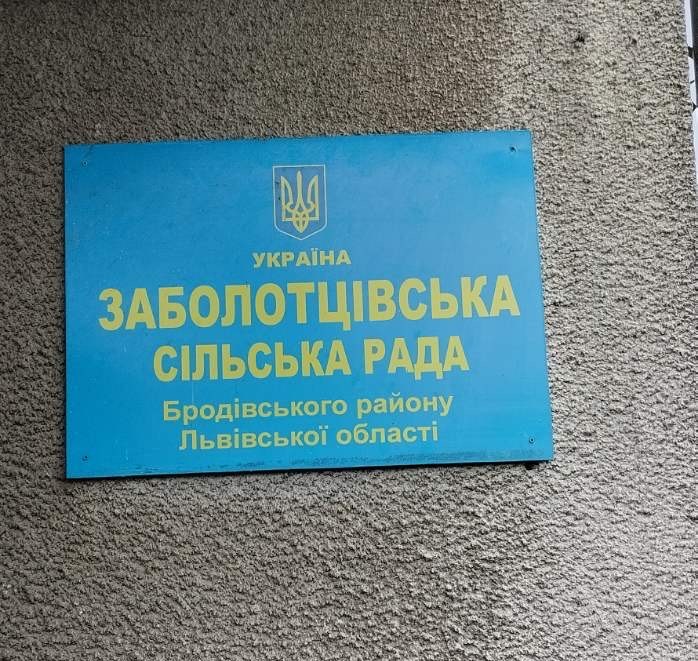 УКРАЇНА
ЗАБОЛОТЦІВСЬКА
СІЛЬСЬКА РАДА
Бродівського району
Львівської області